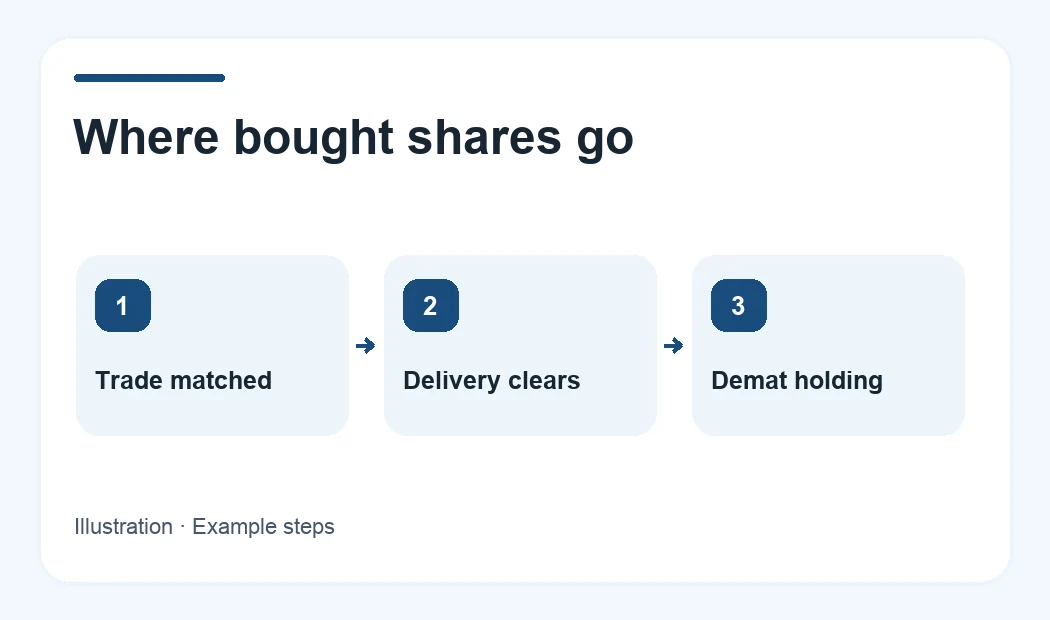 Where bought shares go
1
Trade matched
2
Delivery clears
3
Demat holding
Illustration · Example steps